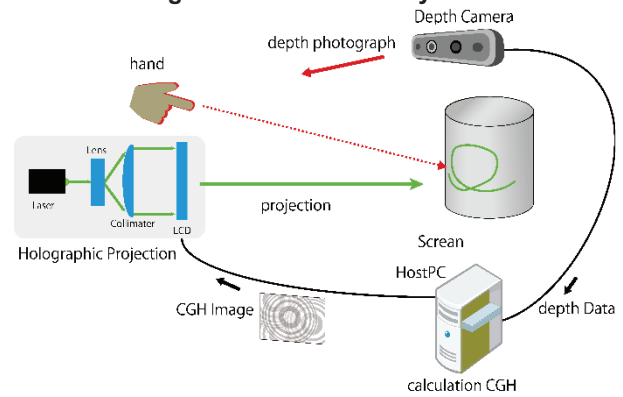 Depth Camera
depth photograph
hand
Lens
Laser
Collimater
LCD
projection
Holographic Projection
Screan
HostPC
CGH Image
depth Data
calculation CGH